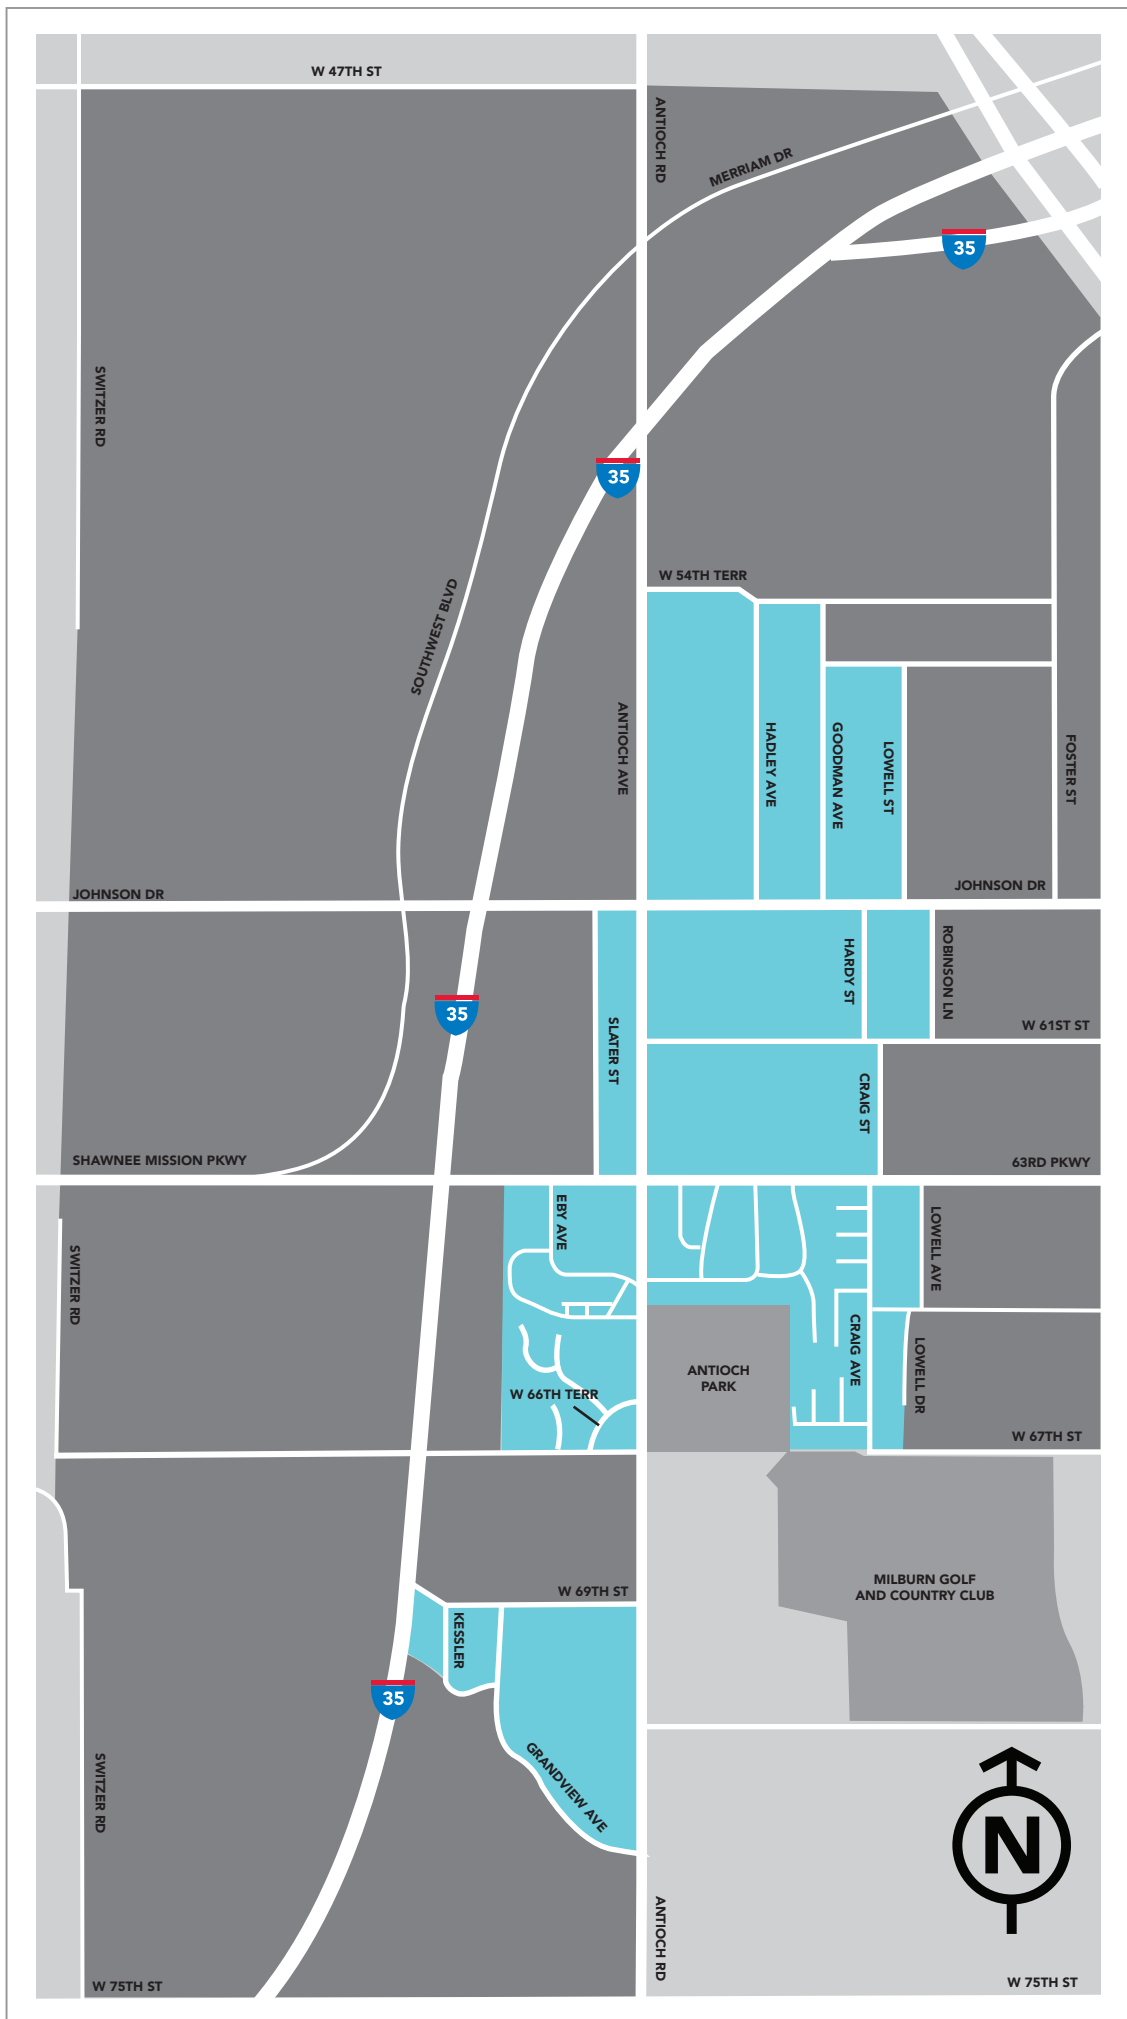 W 47TH ST
ANTIOCH RD
MERRIAM DR
35
SWITZER RD
35
W 54TH TERR
SOUTHWEST BLVD
ANTIOCH AVE
HADLEY AVE
GOODMAN AVE
LOWELL ST
FOSTER ST
JOHNSON DR
JOHNSON DR
HARDY ST
ROBINSON LN
35
SLATER ST
W 61ST ST
CRAIG ST
SHAWNEE MISSION PKWY
63RD PKWY
EBY AVE
LOWELL AVE
SWITZER RD
CRAIG AVE
LOWELL DR
ANTIOCH
PARK
W 66TH TERR
W 67TH ST
MILBURN GOLF
AND COUNTRY CLUB
W 69TH ST
KESSLER
35
GRANDVIEW AVE
SWITZER RD
N
ANTIOCH RD
W 75TH ST
W 75TH ST